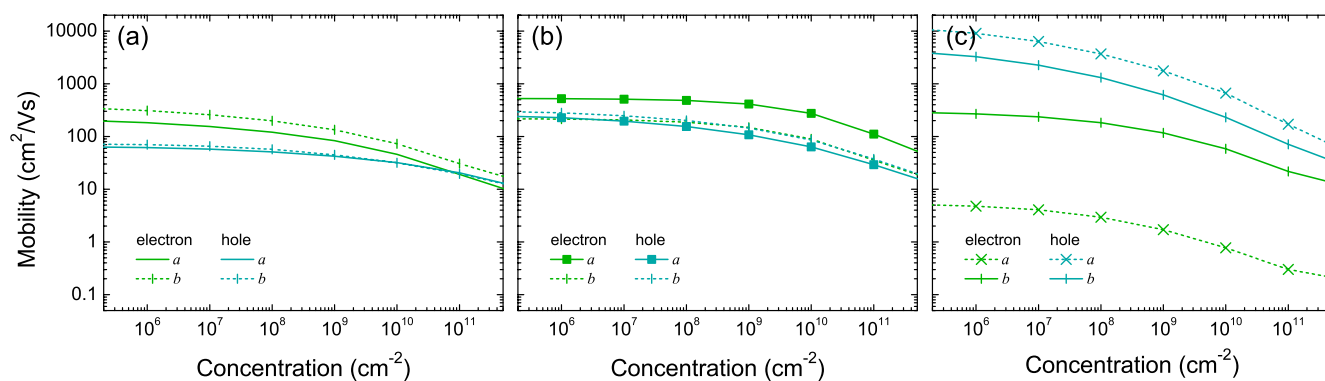 (a)
(b)
(c)
Mobility (cm²/Vs)
10000
1000
100
10
1
0.1
electron hole
a a
b b
electron hole
a a
b b
electron hole
a a
b b
10⁶ 10⁷ 10⁸ 10⁹ 10¹⁰ 10¹¹
10⁶ 10⁷ 10⁸ 10⁹ 10¹⁰ 10¹¹
10⁶ 10⁷ 10⁸ 10⁹ 10¹⁰ 10¹¹
Concentration (cm⁻²)
Concentration (cm⁻²)
Concentration (cm⁻²)